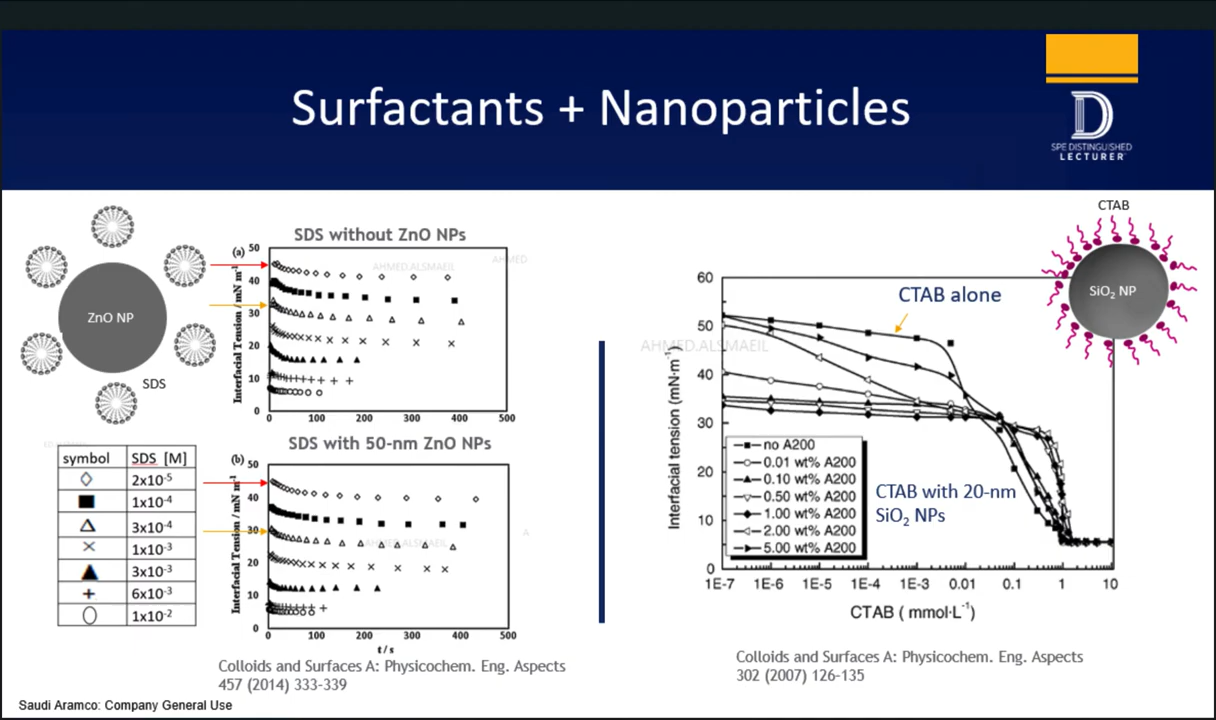 Surfactants + Nanoparticles
D
SPE DISTINGUISHED
LECTURER
ZnO NP
SDS
symbol SDS [M]
◇ 2x10⁻⁵
■ 1x10⁻⁴
△ 3x10⁻⁴
× 1x10⁻³
▲ 3x10⁻³
+ 6x10⁻³
○ 1x10⁻²
SDS without ZnO NPs
(a)
50
40
30
20
10
0
0 100 200 300 400 500
Interfacial Tension / mN m⁻¹
AHMED.ALSMAEIL
AHMED
SDS with 50-nm ZnO NPs
(b)
50
40
30
20
10
0
0 100 200 300 400 500
Interfacial Tension / mN m⁻¹
t / s
AHMED.ALSMAEIL
A
Colloids and Surfaces A: Physicochem. Eng. Aspects
457 (2014) 333-339
CTAB
SiO₂ NP
CTAB alone
AHMED.ALSMAEIL
60
50
40
30
20
10
0
Interfacial tension (mN·m⁻¹)
no A200
0.01 wt% A200
0.10 wt% A200
0.50 wt% A200
1.00 wt% A200
2.00 wt% A200
5.00 wt% A200
CTAB with 20-nm
SiO₂ NPs
1E-7 1E-6 1E-5 1E-4 1E-3 0.01 0.1 1 10
CTAB ( mmol·L⁻¹)
Colloids and Surfaces A: Physicochem. Eng. Aspects
302 (2007) 126-135
Saudi Aramco: Company General Use